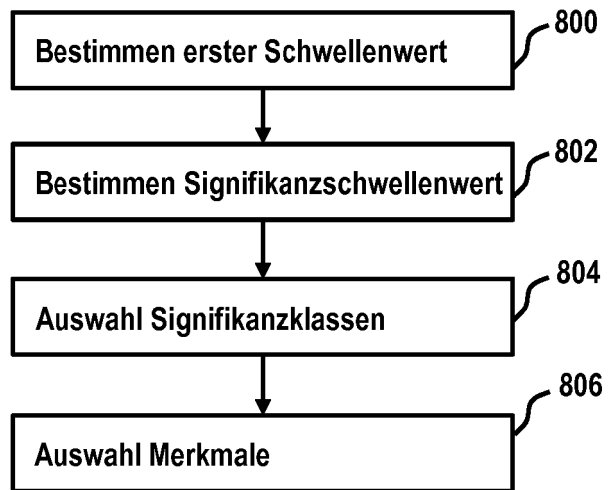 Bestimmen erster Schwellenwert
800
Bestimmen Signifikanzschwellenwert
802
Auswahl Signifikanzklassen
804
Auswahl Merkmale
806